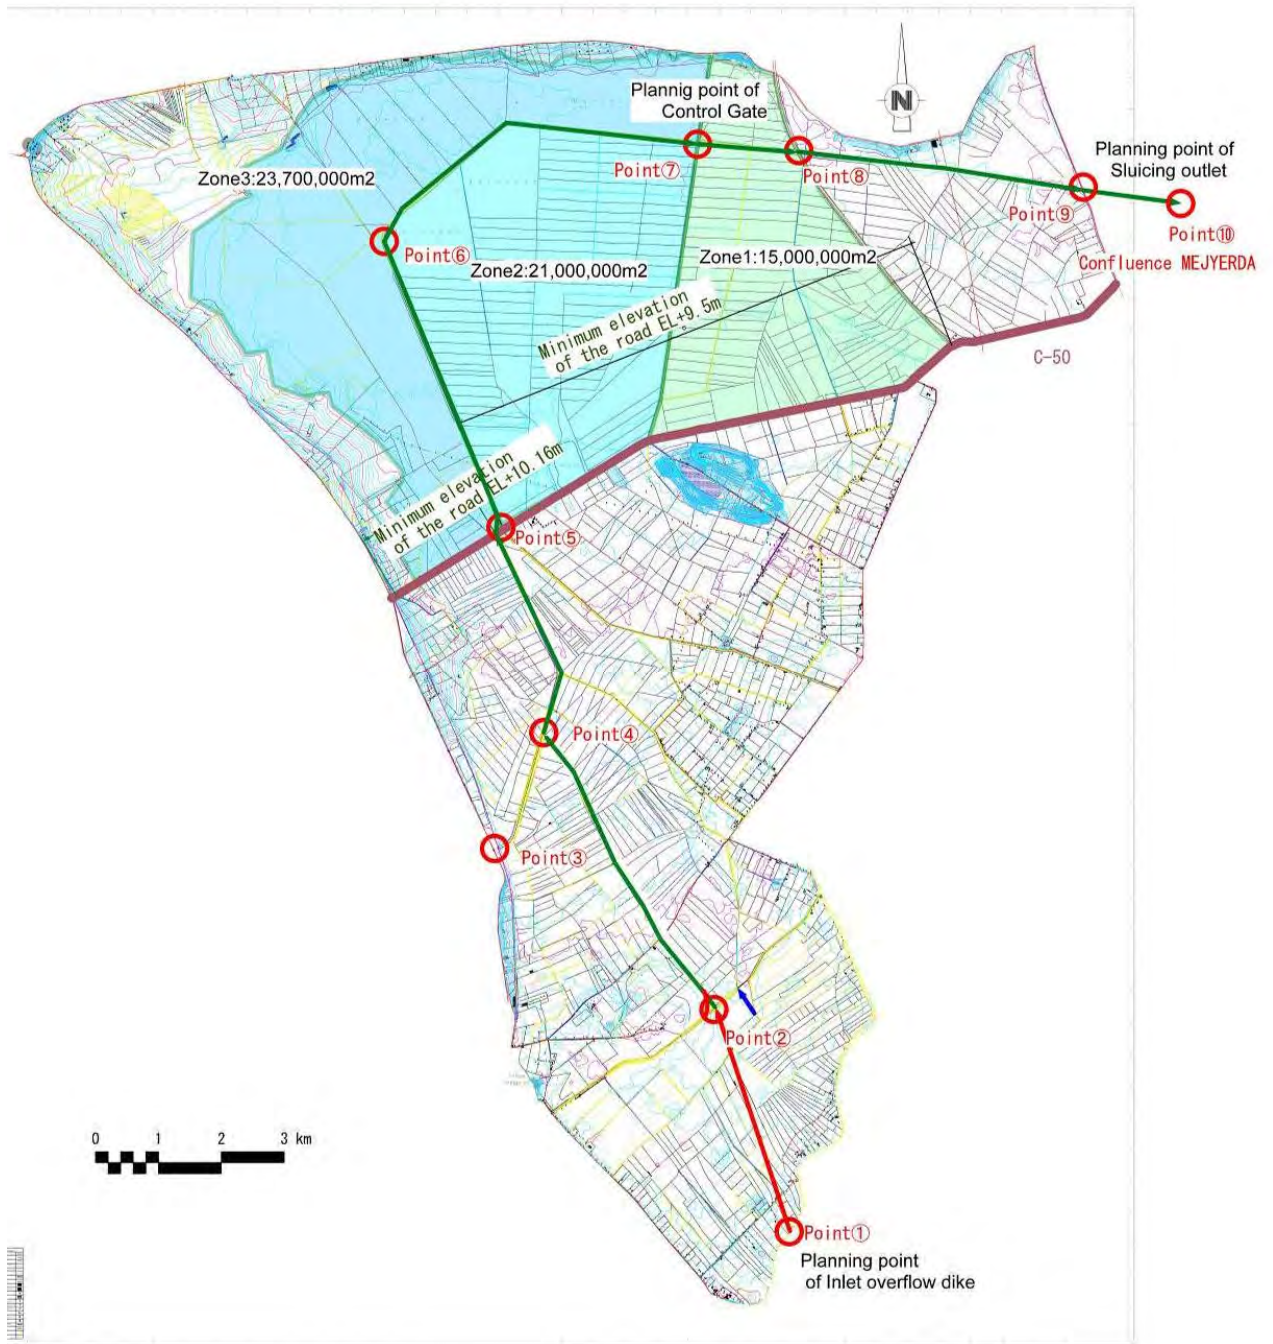 Plannig point of
Control Gate
N
Planning point of
Sluicing outlet
Point⑦
Point⑧
Zone3:23,700,000m2
Point⑨
Point⑩
Point⑥
Zone2:21,000,000m2
Zone1:15,000,000m2
Confluence MEJYERDA
Minimum elevation
of the road EL+9.5m
C-50
Minimum elevation
of the road EL+10.16m
Point⑤
Point④
Point③
Point②
0 1 2 3 km
Point①
Planning point
of Inlet overflow dike